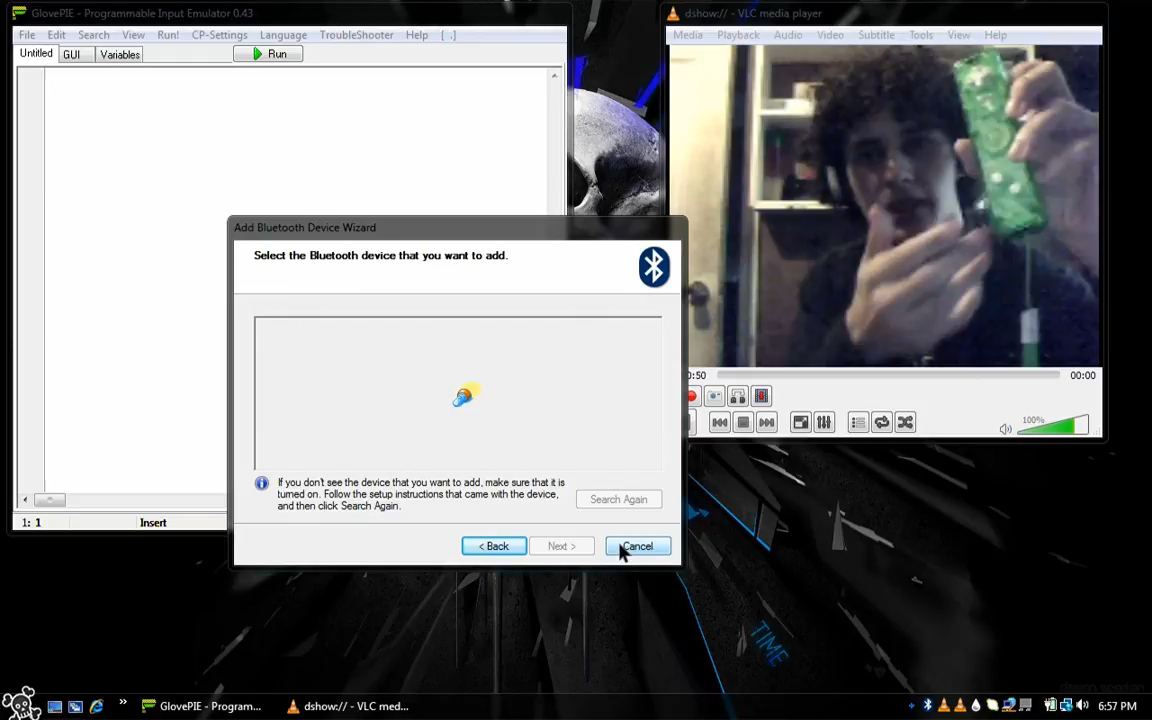 GlovePIE - Programmable Input Emulator 0.43
File Edit Search View Run! CP-Settings Language TroubleShooter Help [ .]
Untitled GUI Variables Run
1: 1 Insert
dshow:// - VLC media player
Media Playback Audio Video Subtitle Tools View Help
:50 00:00
100%
Add Bluetooth Device Wizard
Select the Bluetooth device that you want to add.
If you don't see the device that you want to add, make sure that it is
turned on. Follow the setup instructions that came with the device,
and then click Search Again.
Search Again
< Back Next > Cancel
TIME
GlovePIE - Program... dshow:// - VLC med... 6:57 PM